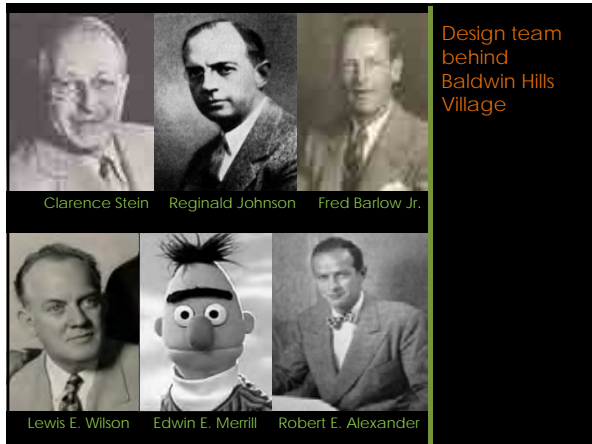 Design team
behind
Baldwin Hills
Village
Clarence Stein
Reginald Johnson
Fred Barlow Jr.
Lewis E. Wilson
Edwin E. Merrill
Robert E. Alexander